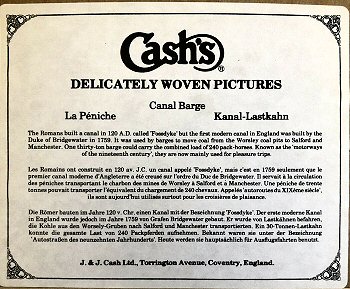 Cash's®
DELICATELY WOVEN PICTURES
Canal Barge
La Péniche Kanal-Lastkahn
The Romans built a canal in 120 A.D. called 'Fossdyke' but the first modern canal in England was built by the
Duke of Bridgewater in 1759. It was used by barges to move coal from the Worsley coal pits to Salford and
Manchester. One thirty-ton barge could carry the combined load of 240 pack-horses. Known as the 'motorways
of the nineteenth century', they are now mainly used for pleasure trips.
Les Romains ont construit en 120 av. J.C. un canal appelé 'Fossdyke', mais c'est en 1759 seulement que le
premier canal moderne d'Angleterre a été creusé sur l'ordre du Duc de Bridgewater. Il servait à la circulation
des péniches transportant le charbon des mines de Worsley à Salford et à Manchester. Une péniche de trente
tonnes pouvait transporter l'équivalent du chargement de 240 chevaux. Appelés 'autoroutes du XIXème siècle',
ils sont aujourd'hui utilisés surtout pour les croisières de plaisance.
Die Römer bauten im Jahre 120 v. Chr. einen Kanal mit der Bezeichnung 'Fossdyke'. Der erste moderne Kanal
in England wurde jedoch im Jahre 1759 von Grafen Bridgewater gebaut. Er wurde von Lastkähnen befahren,
die Kohle aus den Worsely-Gruben nach Salford und Manchester transportierten. Ein 30-Tonnen-Lastkahn
konnte die gesamte Last von 240 Packpferden aufnehmen. Bekannt waren sie unter der Bezeichnung
'Autostraßen des neunzehnten Jahrhunderts'. Heute werden sie hauptsächlich für Ausflugsfahrten benutzt.
J. & J. Cash Ltd., Torrington Avenue, Coventry, England.